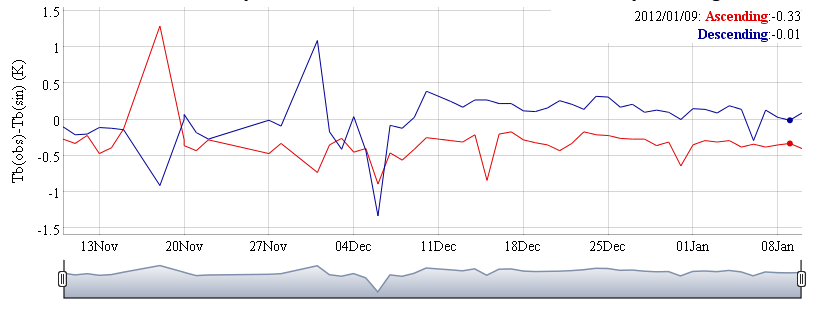 2012/01/09: Ascending:-0.33
Descending:-0.01
Tb(obs)-Tb(sin) (K)
1.5
1
0.5
0
-0.5
-1
-1.5
13Nov 20Nov 27Nov 04Dec 11Dec 18Dec 25Dec 01Jan 08Jan